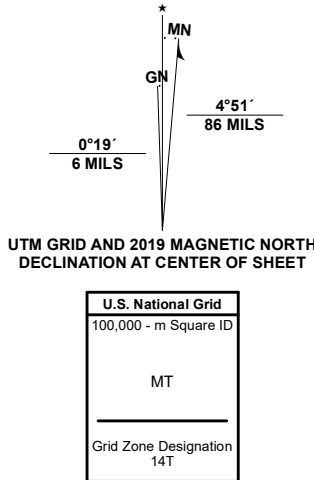 MN
GN
0°19´
6 MILS
4°51´
86 MILS
UTM GRID AND 2019 MAGNETIC NORTH
DECLINATION AT CENTER OF SHEET
U.S. National Grid
100,000 - m Square ID
MT
Grid Zone Designation
14T